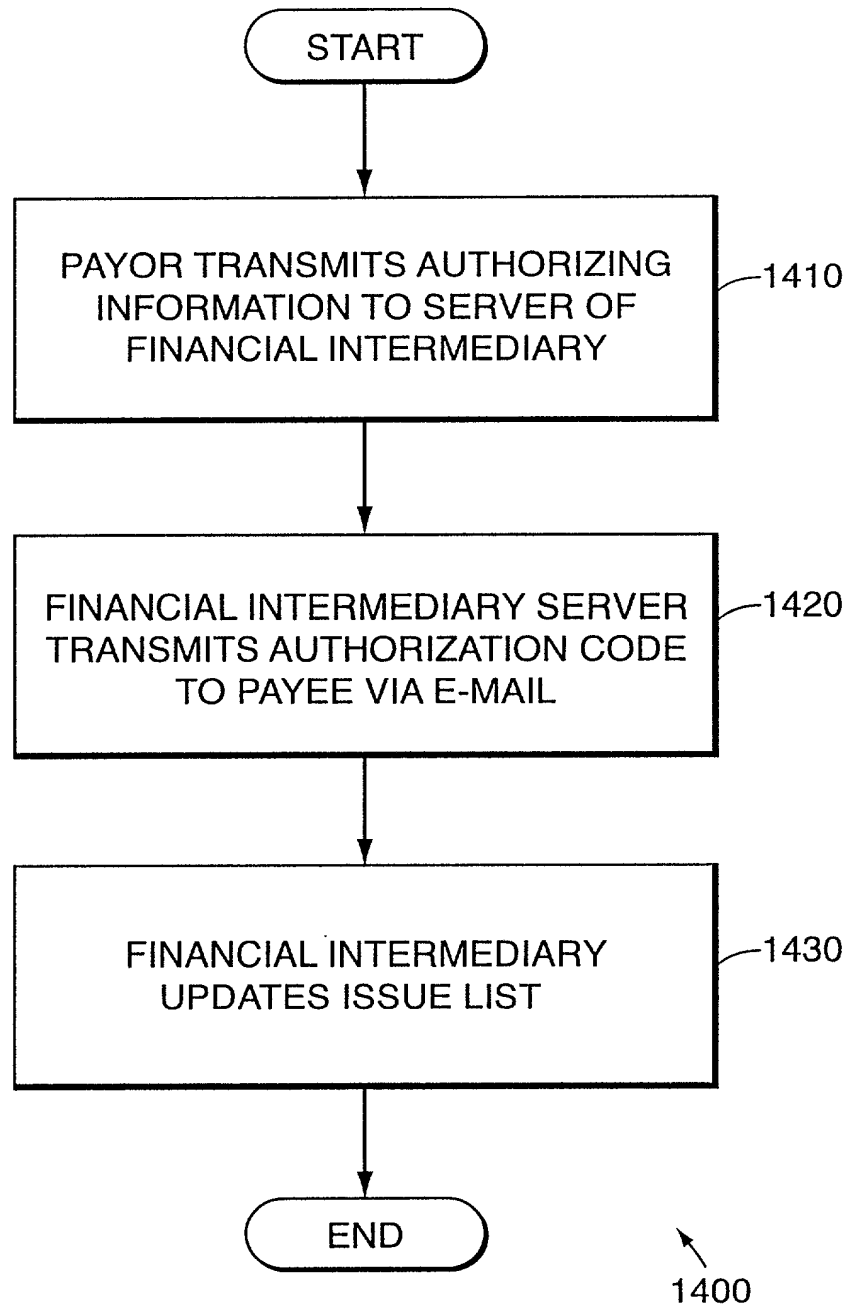 START
PAYOR TRANSMITS AUTHORIZING
INFORMATION TO SERVER OF
FINANCIAL INTERMEDIARY
1410
FINANCIAL INTERMEDIARY SERVER
TRANSMITS AUTHORIZATION CODE
TO PAYEE VIA E-MAIL
1420
FINANCIAL INTERMEDIARY
UPDATES ISSUE LIST
1430
END
1400